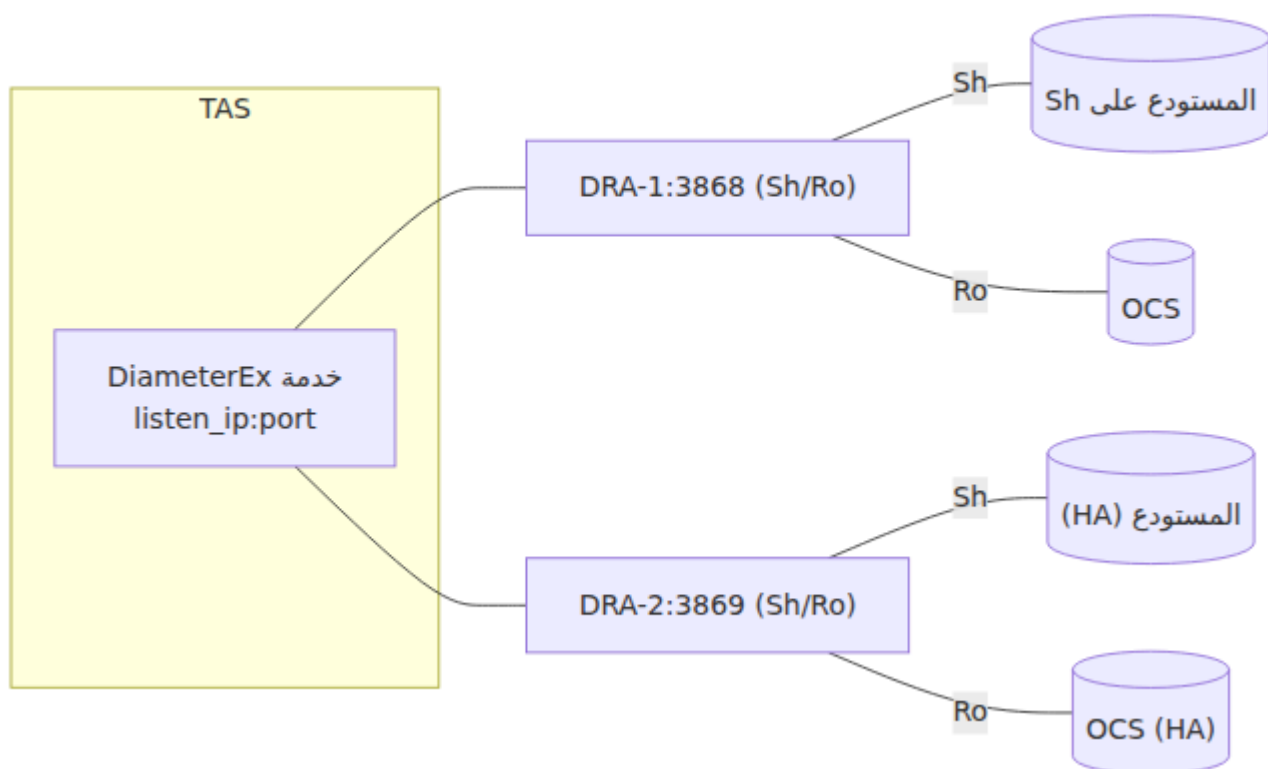 TAS
خدمة DiameterEx
listen_ip:port
DRA-1:3868 (Sh/Ro)
Sh
المستودع على Sh
Ro
OCS
DRA-2:3869 (Sh/Ro)
Sh
المستودع (HA)
Ro
OCS (HA)